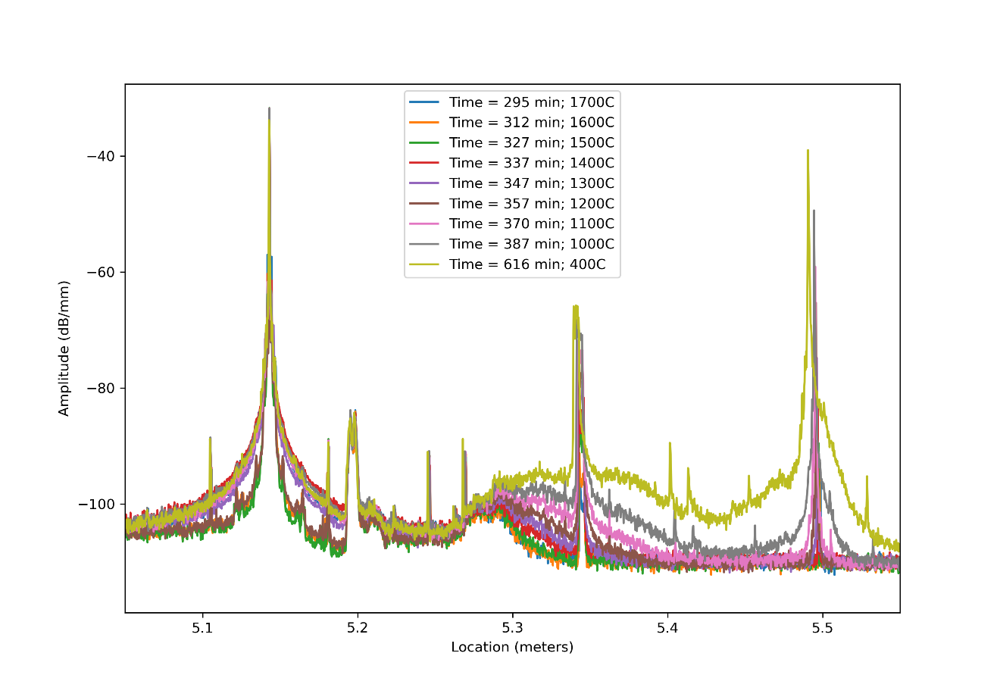 Time = 295 min; 1700C
Time = 312 min; 1600C
Time = 327 min; 1500C
Time = 337 min; 1400C
Time = 347 min; 1300C
Time = 357 min; 1200C
Time = 370 min; 1100C
Time = 387 min; 1000C
Time = 616 min; 400C
−40
−60
−80
−100
Amplitude (dB/mm)
5.1 5.2 5.3 5.4 5.5
Location (meters)